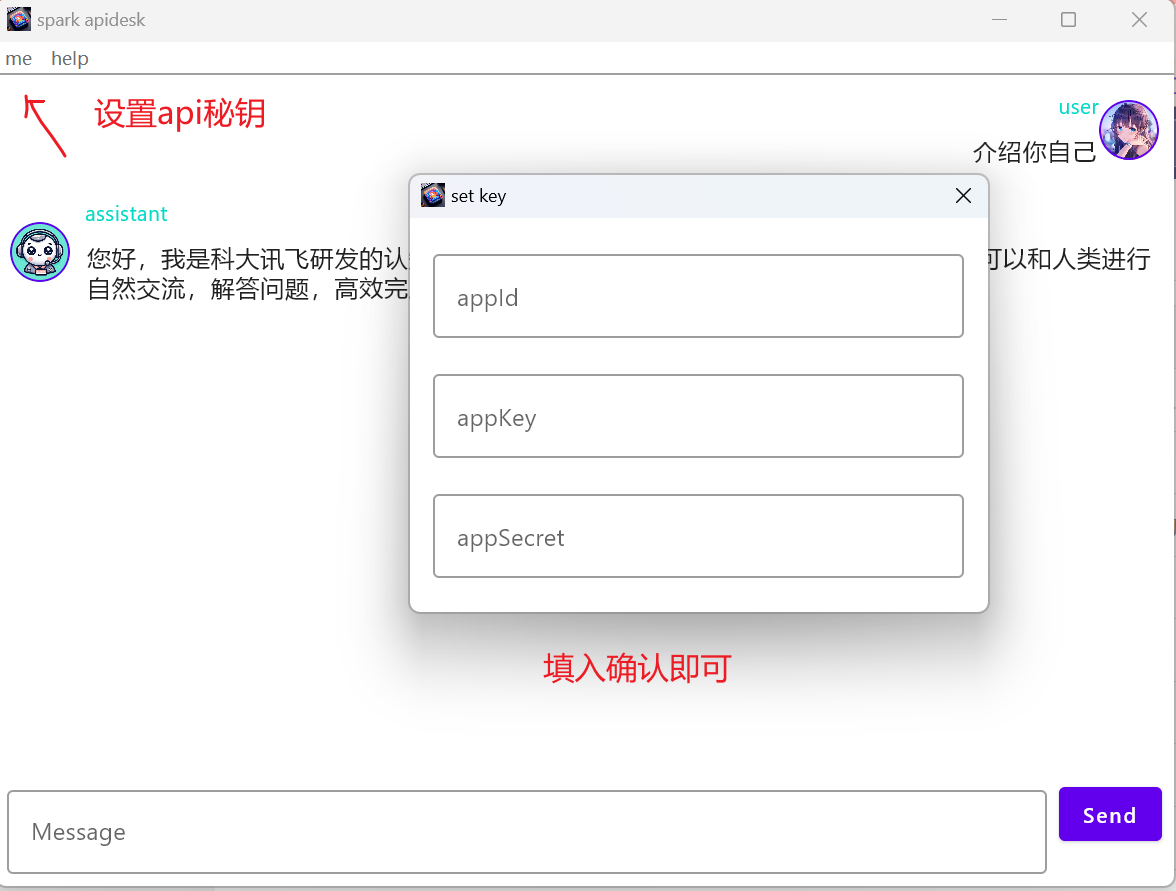 spark apidesk
me help
设置api秘钥
user
介绍你自己
assistant
您好，我是科大讯飞研发的认
可以和人类进行
自然交流，解答问题，高效完
set key
appId
appKey
appSecret
填入确认即可
Message
Send